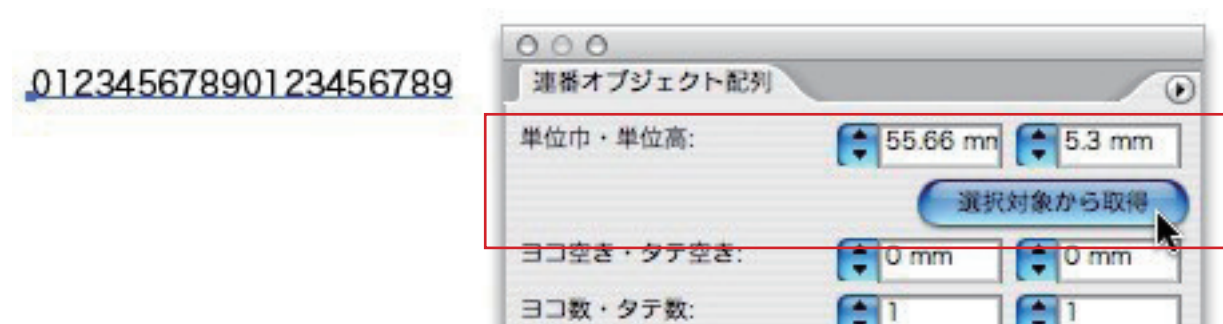 01234567890123456789
連番オブジェクト配列
単位巾・単位高:
55.66 mm 5.3 mm
選択対象から取得
ヨコ空き・タテ空き:
0 mm 0 mm
ヨコ数・タテ数:
1 1